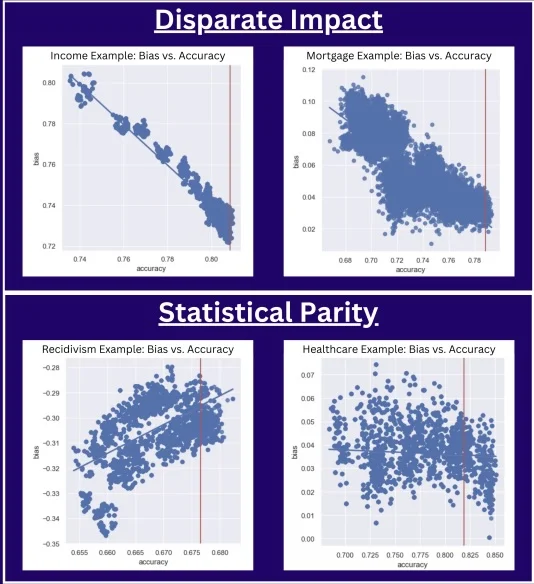 Disparate Impact
Income Example: Bias vs. Accuracy
0.80
0.78
0.76
0.74
0.72
bias
0.74 0.76 0.78 0.80
accuracy
Mortgage Example: Bias vs. Accuracy
0.12
0.10
0.08
0.06
0.04
0.02
bias
0.68 0.70 0.72 0.74 0.76 0.78
accuracy
Statistical Parity
Recidivism Example: Bias vs. Accuracy
−0.28
−0.29
−0.30
−0.31
−0.32
−0.33
−0.34
−0.35
bias
0.655 0.660 0.665 0.670 0.675 0.680
accuracy
Healthcare Example: Bias vs. Accuracy
0.07
0.06
0.05
0.04
0.03
0.02
0.01
0.00
bias
0.700 0.725 0.750 0.775 0.800 0.825 0.850
accuracy